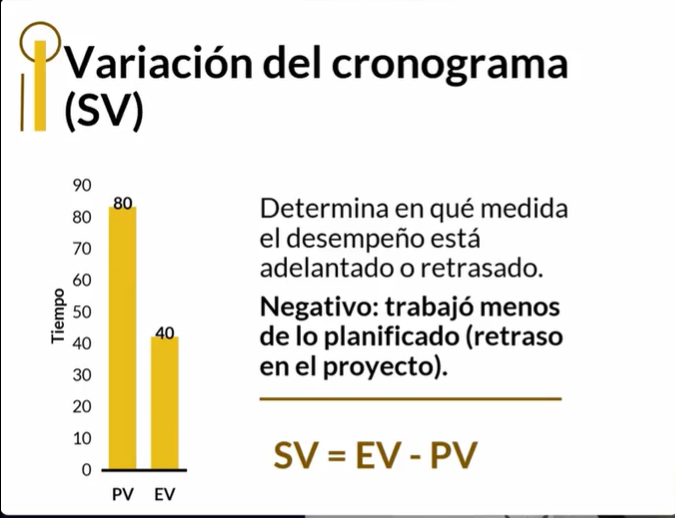 Variación del cronograma
(SV)
90
80
70
60
50
40
30
20
10
0
Tiempo
80
40
PV EV
Determina en qué medida
el desempeño está
adelantado o retrasado.
Negativo: trabajó menos
de lo planificado (retraso
en el proyecto).
SV = EV - PV